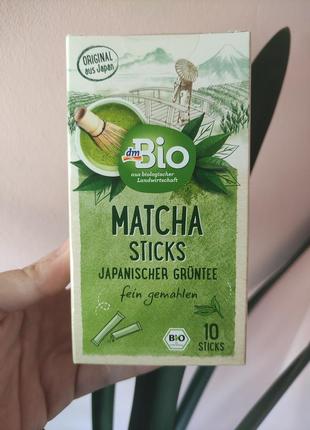 ORIGINAL
aus Japan
dm
Bio
aus biologischer
Landwirtschaft
MATCHA
STICKS
JAPANISCHER GRÜNTEE
fein gemahlen
BIO
10
STICKS